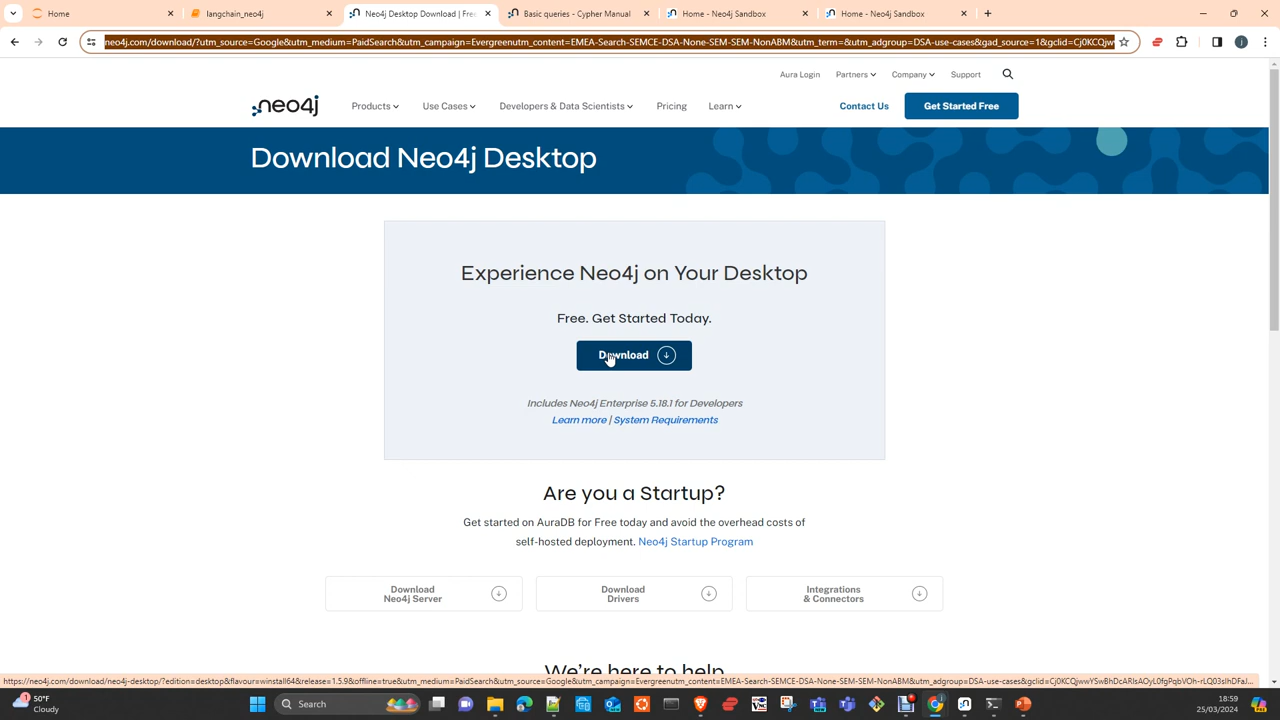 Home
langchain_neo4j
Neo4j Desktop Download | Fre
Basic queries - Cypher Manual
Home - Neo4j Sandbox
Home - Neo4j Sandbox
neo4j.com/download/?utm_source=Google&utm_medium=PaidSearch&utm_campaign=Evergreenutm_content=EMEA-Search-SEMCE-DSA-None-SEM-SEM-NonABM&utm_term=&utm_adgroup=DSA-use-cases&gad_source=1&gclid=Cj0KCQjw
Aura Login
Partners
Company
Support
neo4j
Products
Use Cases
Developers & Data Scientists
Pricing
Learn
Contact Us
Get Started Free
Download Neo4j Desktop
Experience Neo4j on Your Desktop
Free. Get Started Today.
Download
Includes Neo4j Enterprise 5.18.1 for Developers
Learn more | System Requirements
Are you a Startup?
Get started on AuraDB for Free today and avoid the overhead costs of
self-hosted deployment. Neo4j Startup Program
Download
Neo4j Server
Download
Drivers
Integrations
& Connectors
We're here to help
50°F
Cloudy
Search
18:59
25/03/2024